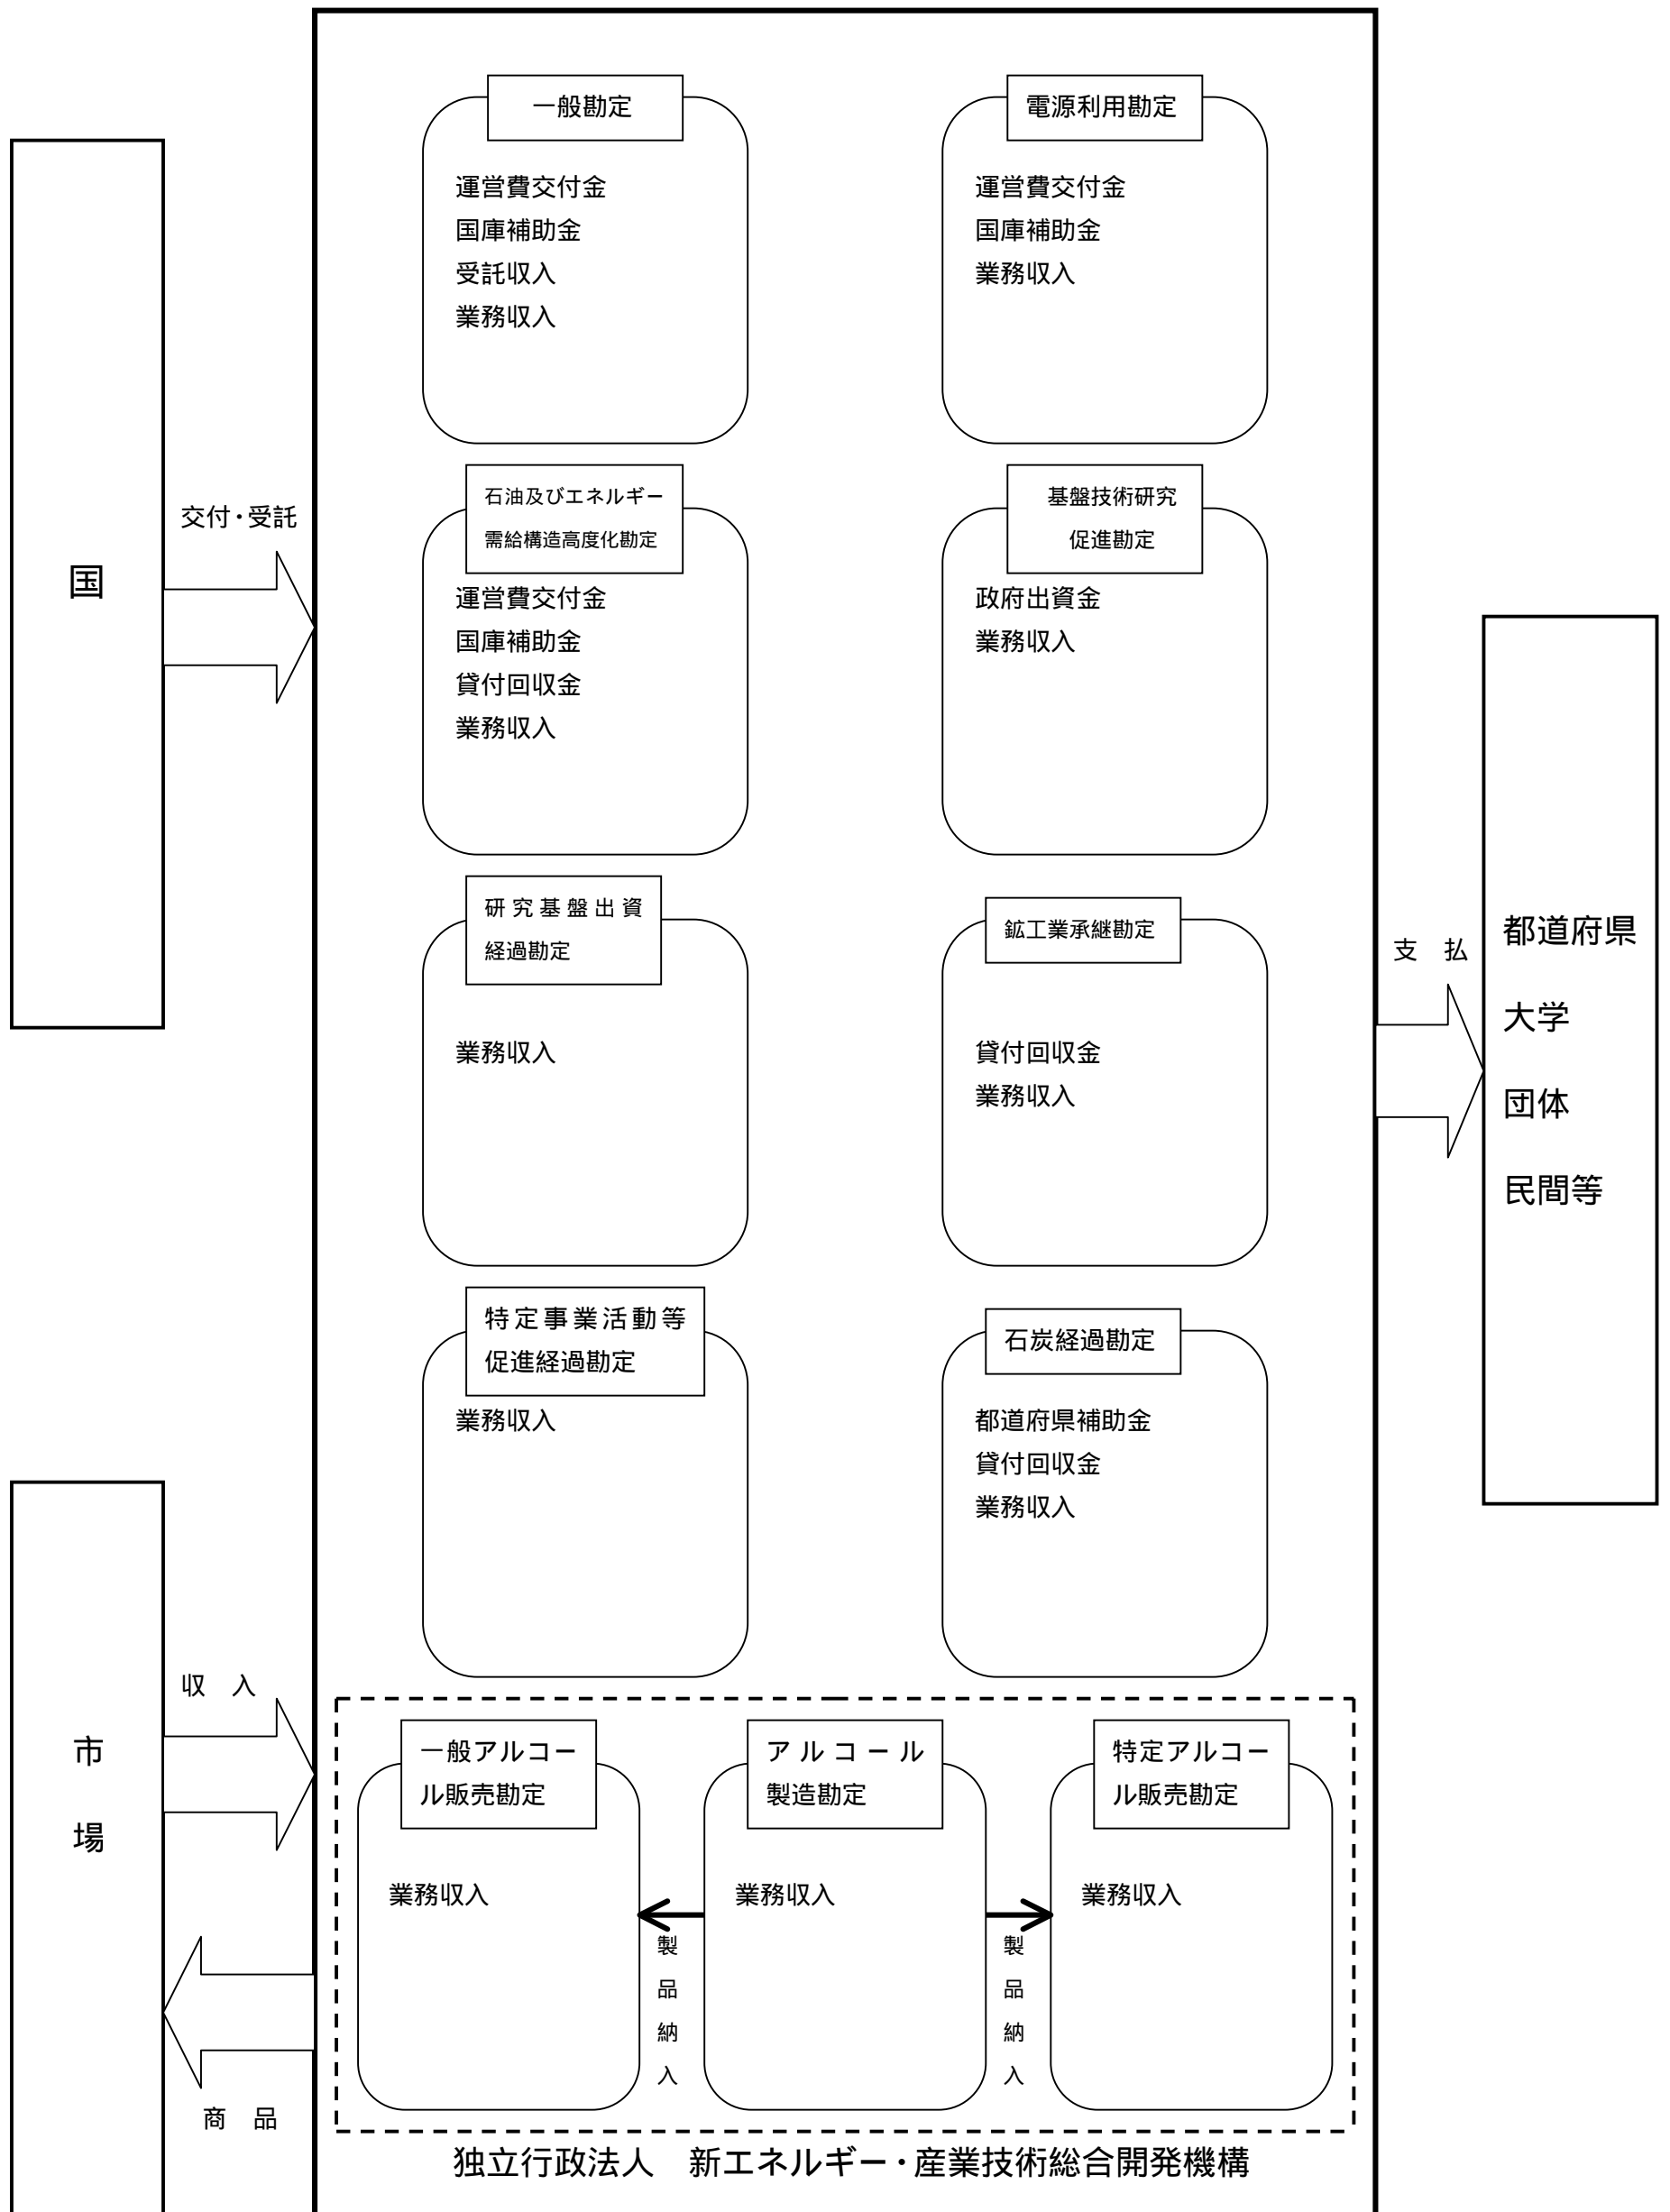 一般勘定
運営費交付金
国庫補助金
受託収入
業務収入
電源利用勘定
運営費交付金
国庫補助金
業務収入
国
交付・受託
石油及びエネルギー
需給構造高度化勘定
運営費交付金
国庫補助金
貸付回収金
業務収入
基盤技術研究
促進勘定
政府出資金
業務収入
研究基盤出資
経過勘定
業務収入
鉱工業承継勘定
貸付回収金
業務収入
支　払
都道府県
大学
団体
民間等
特定事業活動等
促進経過勘定
業務収入
石炭経過勘定
都道府県補助金
貸付回収金
業務収入
市
場
収　入
商　品
一般アルコー
ル販売勘定
業務収入
製
品
納
入
アルコール
製造勘定
業務収入
製
品
納
入
特定アルコー
ル販売勘定
業務収入
独立行政法人　新エネルギー・産業技術総合開発機構